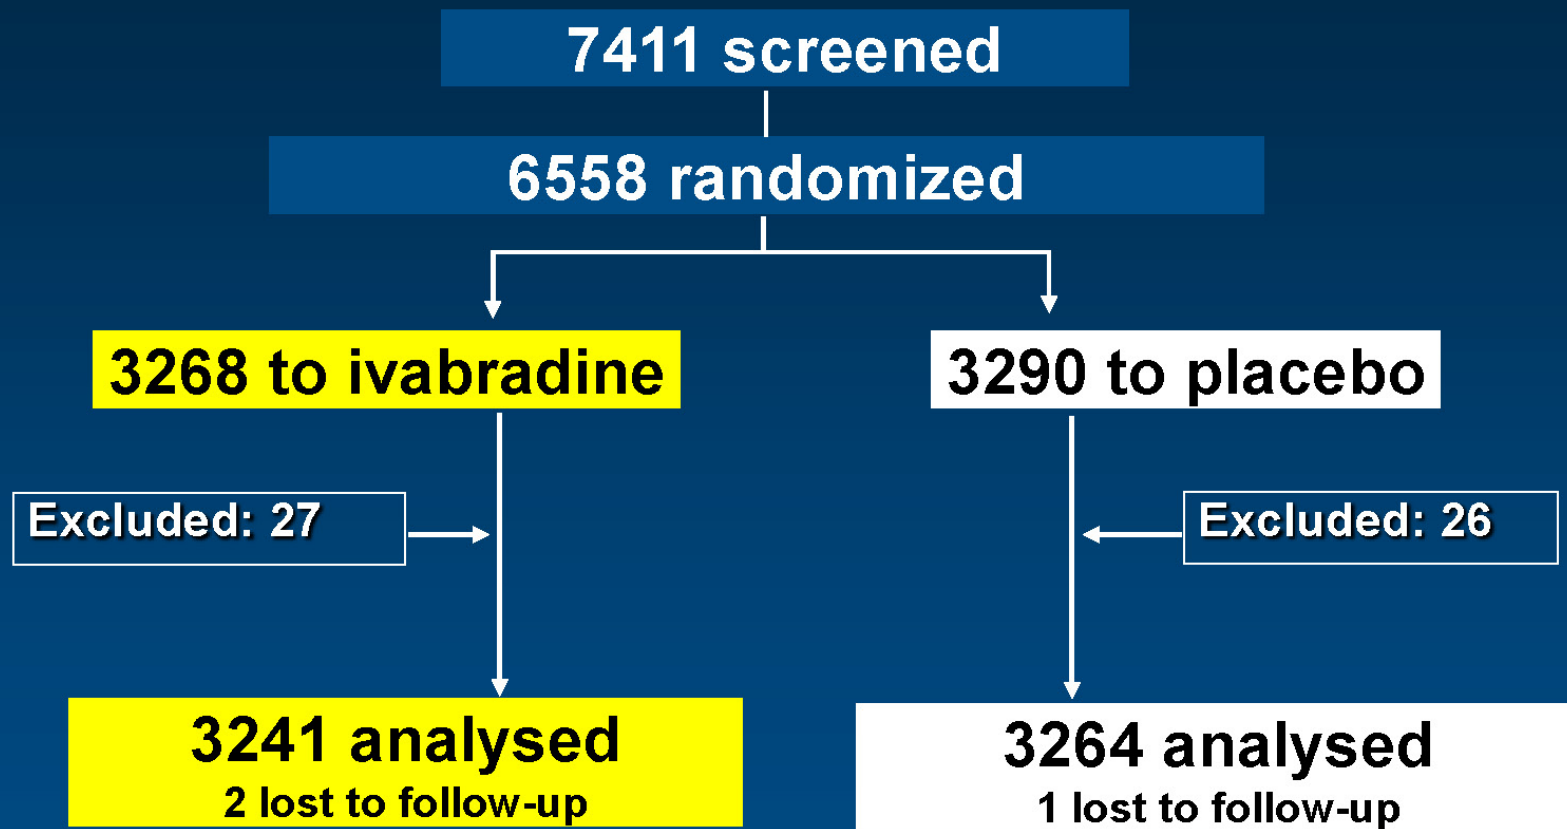 7411 screened
6558 randomized
3268 to ivabradine
3290 to placebo
Excluded: 27
Excluded: 26
3241 analysed
2 lost to follow-up
3264 analysed
1 lost to follow-up